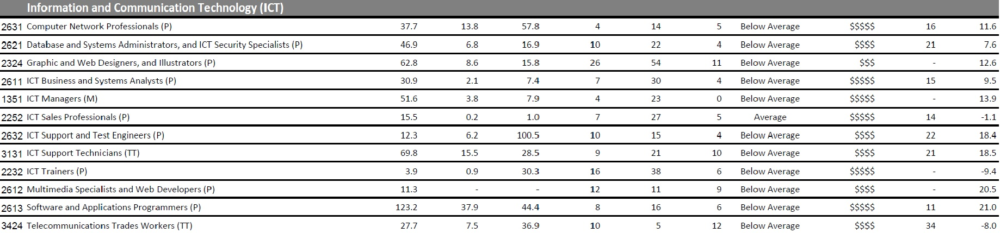 Information and Communication Technology (ICT)
2631 Computer Network Professionals (P) 37.7 13.8 57.8 4 14 5 Below Average $$$$$ 16 11.6
2621 Database and Systems Administrators, and ICT Security Specialists (P) 46.9 6.8 16.9 10 22 4 Below Average $$$$ 21 7.6
2324 Graphic and Web Designers, and Illustrators (P) 62.8 8.6 15.8 26 54 11 Below Average $$$ - 12.6
2611 ICT Business and Systems Analysts (P) 30.9 2.1 7.4 7 30 4 Below Average $$$$$ 15 9.5
1351 ICT Managers (M) 51.6 3.8 7.9 4 23 0 Below Average $$$$$ - 13.9
2252 ICT Sales Professionals (P) 15.5 0.2 1.0 7 27 5 Average $$$$$ 14 -1.1
2632 ICT Support and Test Engineers (P) 12.3 6.2 100.5 10 15 4 Below Average $$$$ 22 18.4
3131 ICT Support Technicians (TT) 69.8 15.5 28.5 9 21 10 Below Average $$$$ 21 18.5
2232 ICT Trainers (P) 3.9 0.9 30.3 16 38 6 Below Average $$$$$ - -9.4
2612 Multimedia Specialists and Web Developers (P) 11.3 - - 12 11 9 Below Average $$$$ - 20.5
2613 Software and Applications Programmers (P) 123.2 37.9 44.4 8 16 6 Below Average $$$$$ 11 21.0
3424 Telecommunications Trades Workers (TT) 27.7 7.5 36.9 10 5 12 Below Average $$$$ 34 -8.0